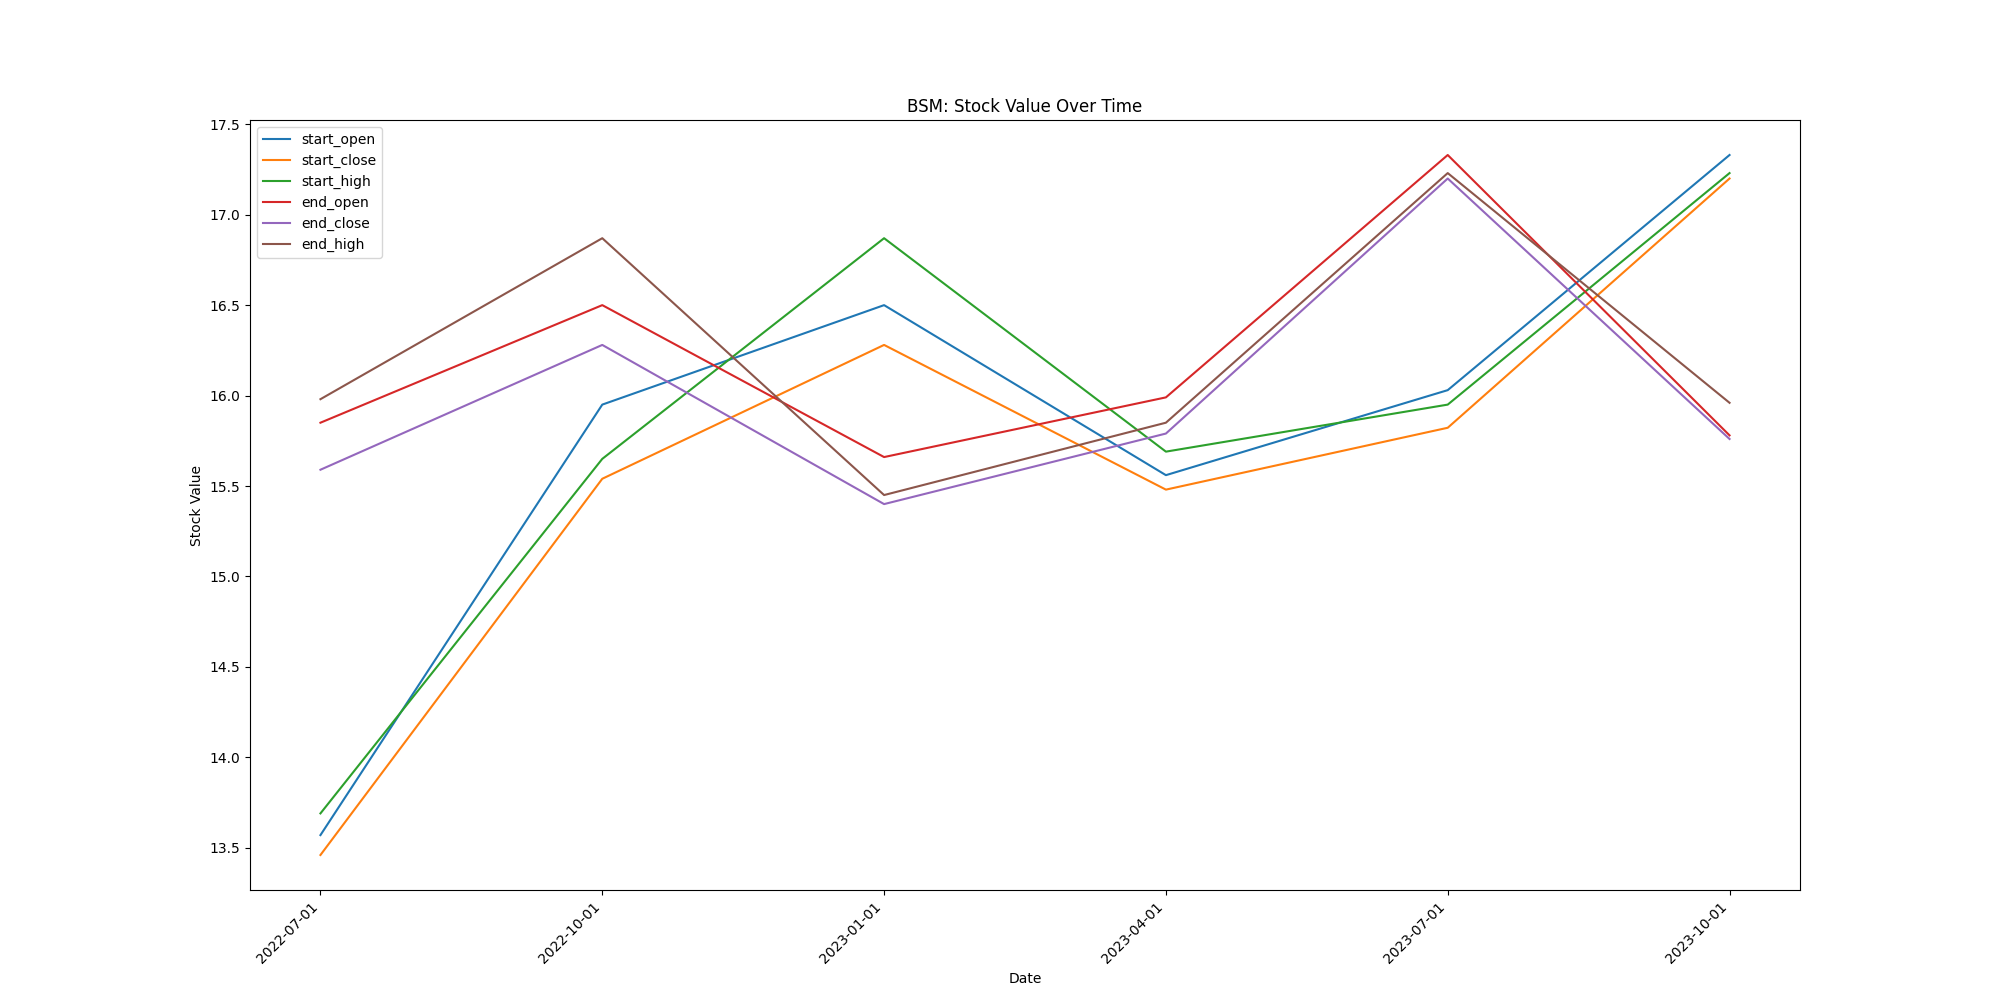 BSM: Stock Value Over Time
17.5
17.0
16.5
16.0
15.5
15.0
14.5
14.0
13.5
Stock Value
start_open
start_close
start_high
end_open
end_close
end_high
2022-07-01
2022-10-01
2023-01-01
2023-04-01
2023-07-01
2023-10-01
Date